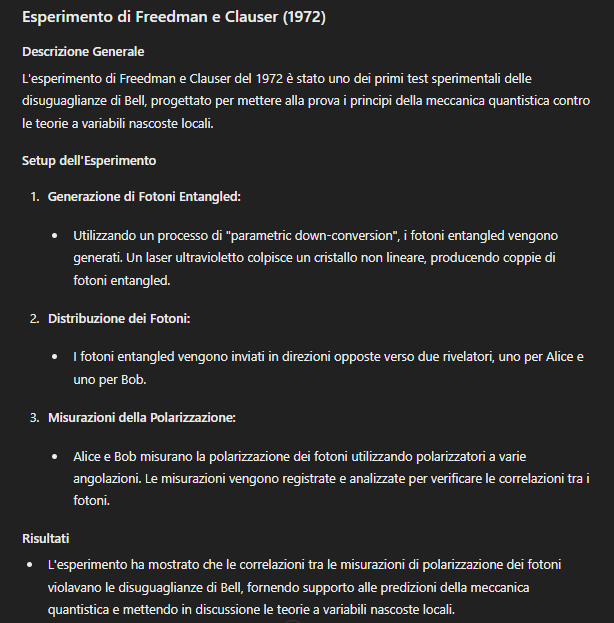 Esperimento di Freedman e Clauser (1972)
Descrizione Generale
L'esperimento di Freedman e Clauser del 1972 è stato uno dei primi test sperimentali delle
disuguaglianze di Bell, progettato per mettere alla prova i principi della meccanica quantistica contro
le teorie a variabili nascoste locali.
Setup dell'Esperimento
1. Generazione di Fotoni Entangled:
• Utilizzando un processo di "parametric down-conversion", i fotoni entangled vengono
generati. Un laser ultravioletto colpisce un cristallo non lineare, producendo coppie di
fotoni entangled.
2. Distribuzione dei Fotoni:
• I fotoni entangled vengono inviati in direzioni opposte verso due rivelatori, uno per Alice e
uno per Bob.
3. Misurazioni della Polarizzazione:
• Alice e Bob misurano la polarizzazione dei fotoni utilizzando polarizzatori a varie
angolazioni. Le misurazioni vengono registrate e analizzate per verificare le correlazioni tra i
fotoni.
Risultati
• L'esperimento ha mostrato che le correlazioni tra le misurazioni di polarizzazione dei fotoni
violavano le disuguaglianze di Bell, fornendo supporto alle predizioni della meccanica
quantistica e mettendo in discussione le teorie a variabili nascoste locali.